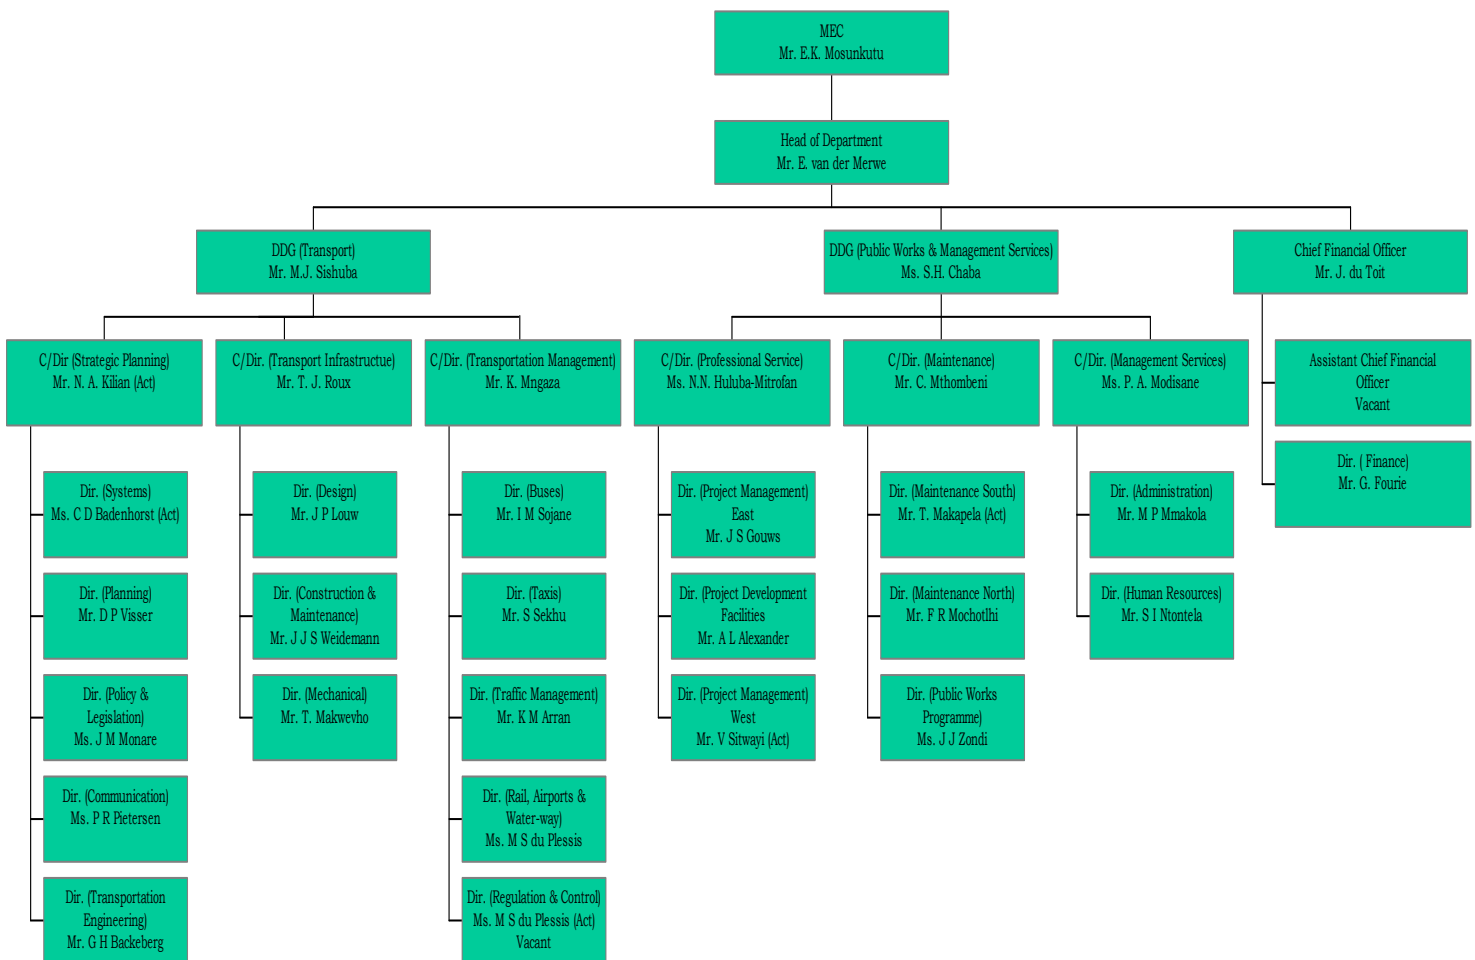 MEC
Mr. E.K. Mosunkutu
Head of Department
Mr. E. van der Merwe
DDG (Transport)
Mr. M.J. Sishuba
DDG (Public Works & Management Services)
Ms. S.H. Chaba
Chief Financial Officer
Mr. J. du Toit
C/Dir (Strategic Planning)
Mr. N. A. Kilian (Act)
C/Dir. (Transport Infrastructue)
Mr. T. J. Roux
C/Dir. (Transportation Management)
Mr. K. Mngaza
C/Dir. (Professional Service)
Ms. N.N. Huluba-Mitrofan
C/Dir. (Maintenance)
Mr. C. Mthombeni
C/Dir. (Management Services)
Ms. P. A. Modisane
Assistant Chief Financial
Officer
Vacant
Dir. ( Finance)
Mr. G. Fourie
Dir. (Systems)
Ms. C D Badenhorst (Act)
Dir. (Planning)
Mr. D P Visser
Dir. (Policy &
Legislation)
Ms. J M Monare
Dir. (Communication)
Ms. P R Pietersen
Dir. (Transportation
Engineering)
Mr. G H Backeberg
Dir. (Design)
Mr. J P Louw
Dir. (Construction &
Maintenance)
Mr. J J S Weidemann
Dir. (Mechanical)
Mr. T. Makwevho
Dir. (Buses)
Mr. I M Sojane
Dir. (Taxis)
Mr. S Sekhu
Dir. (Traffic Management)
Mr. K M Arran
Dir. (Rail, Airports &
Water-way)
Ms. M S du Plessis
Dir. (Regulation & Control)
Ms. M S du Plessis (Act)
Vacant
Dir. (Project Management)
East
Mr. J S Gouws
Dir. (Project Development
Facilities
Mr. A L Alexander
Dir. (Project Management)
West
Mr. V Sitwayi (Act)
Dir. (Maintenance South)
Mr. T. Makapela (Act)
Dir. (Maintenance North)
Mr. F R Mochotlhi
Dir. (Public Works
Programme)
Ms. J J Zondi
Dir. (Administration)
Mr. M P Mmakola
Dir. (Human Resources)
Mr. S I Ntontela